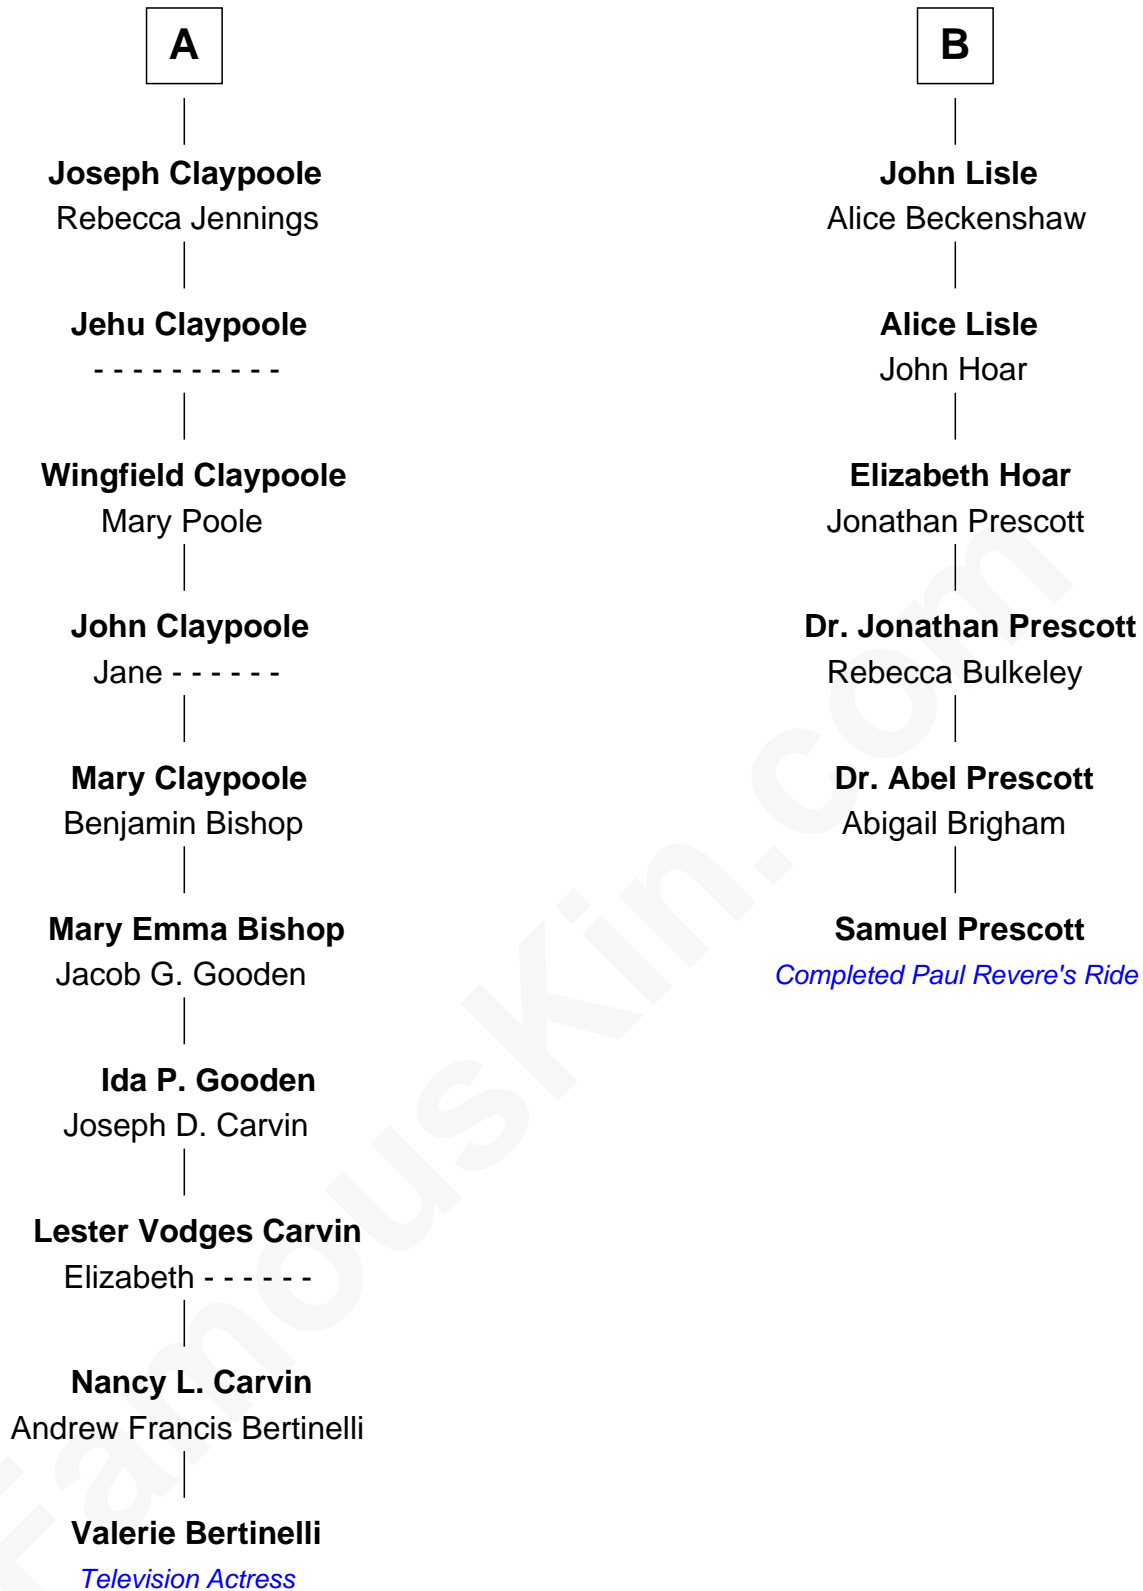 A
Joseph Claypoole
Rebecca Jennings
Jehu Claypoole
- - - - - - - - - -
Wingfield Claypoole
Mary Poole
John Claypoole
Jane - - - - - -
Mary Claypoole
Benjamin Bishop
Mary Emma Bishop
Jacob G. Gooden
Ida P. Gooden
Joseph D. Carvin
Lester Vodges Carvin
Elizabeth - - - - - -
Nancy L. Carvin
Andrew Francis Bertinelli
Valerie Bertinelli
Television Actress
B
John Lisle
Alice Beckenshaw
Alice Lisle
John Hoar
Elizabeth Hoar
Jonathan Prescott
Dr. Jonathan Prescott
Rebecca Bulkeley
Dr. Abel Prescott
Abigail Brigham
Samuel Prescott
Completed Paul Revere's Ride
FamousKin.com